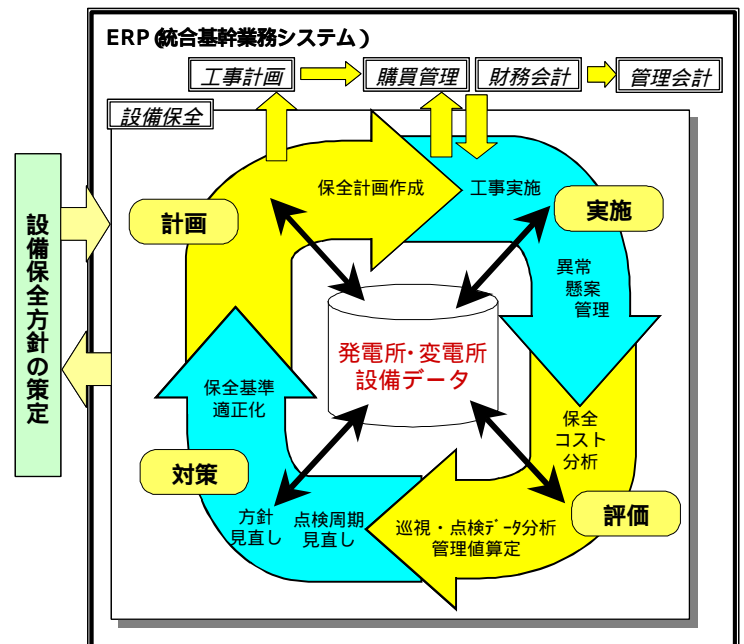 ERP(統合基幹業務システム)
工事計画
購買管理
財務会計
管理会計
設備保全
設備保全方針の策定
計画
保全計画作成
工事実施
実施
異常
懸案
管理
発電所・変電所
設備データ
保全基準
適正化
保全
コスト
分析
対策
評価
方針
見直し
点検周期
見直し
巡視・点検ﾃﾞｰﾀ分析
管理値算定